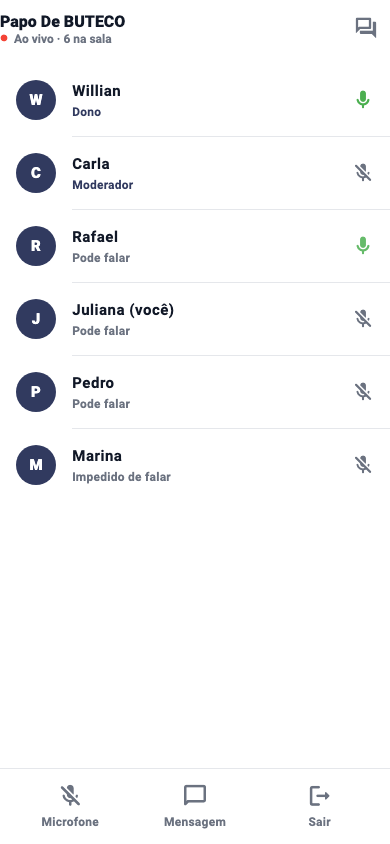 Papo De BUTECO
Ao vivo · 6 na sala
W
Willian
Dono
C
Carla
Moderador
R
Rafael
Pode falar
J
Juliana (você)
Pode falar
P
Pedro
Pode falar
M
Marina
Impedido de falar
Microfone
Mensagem
Sair